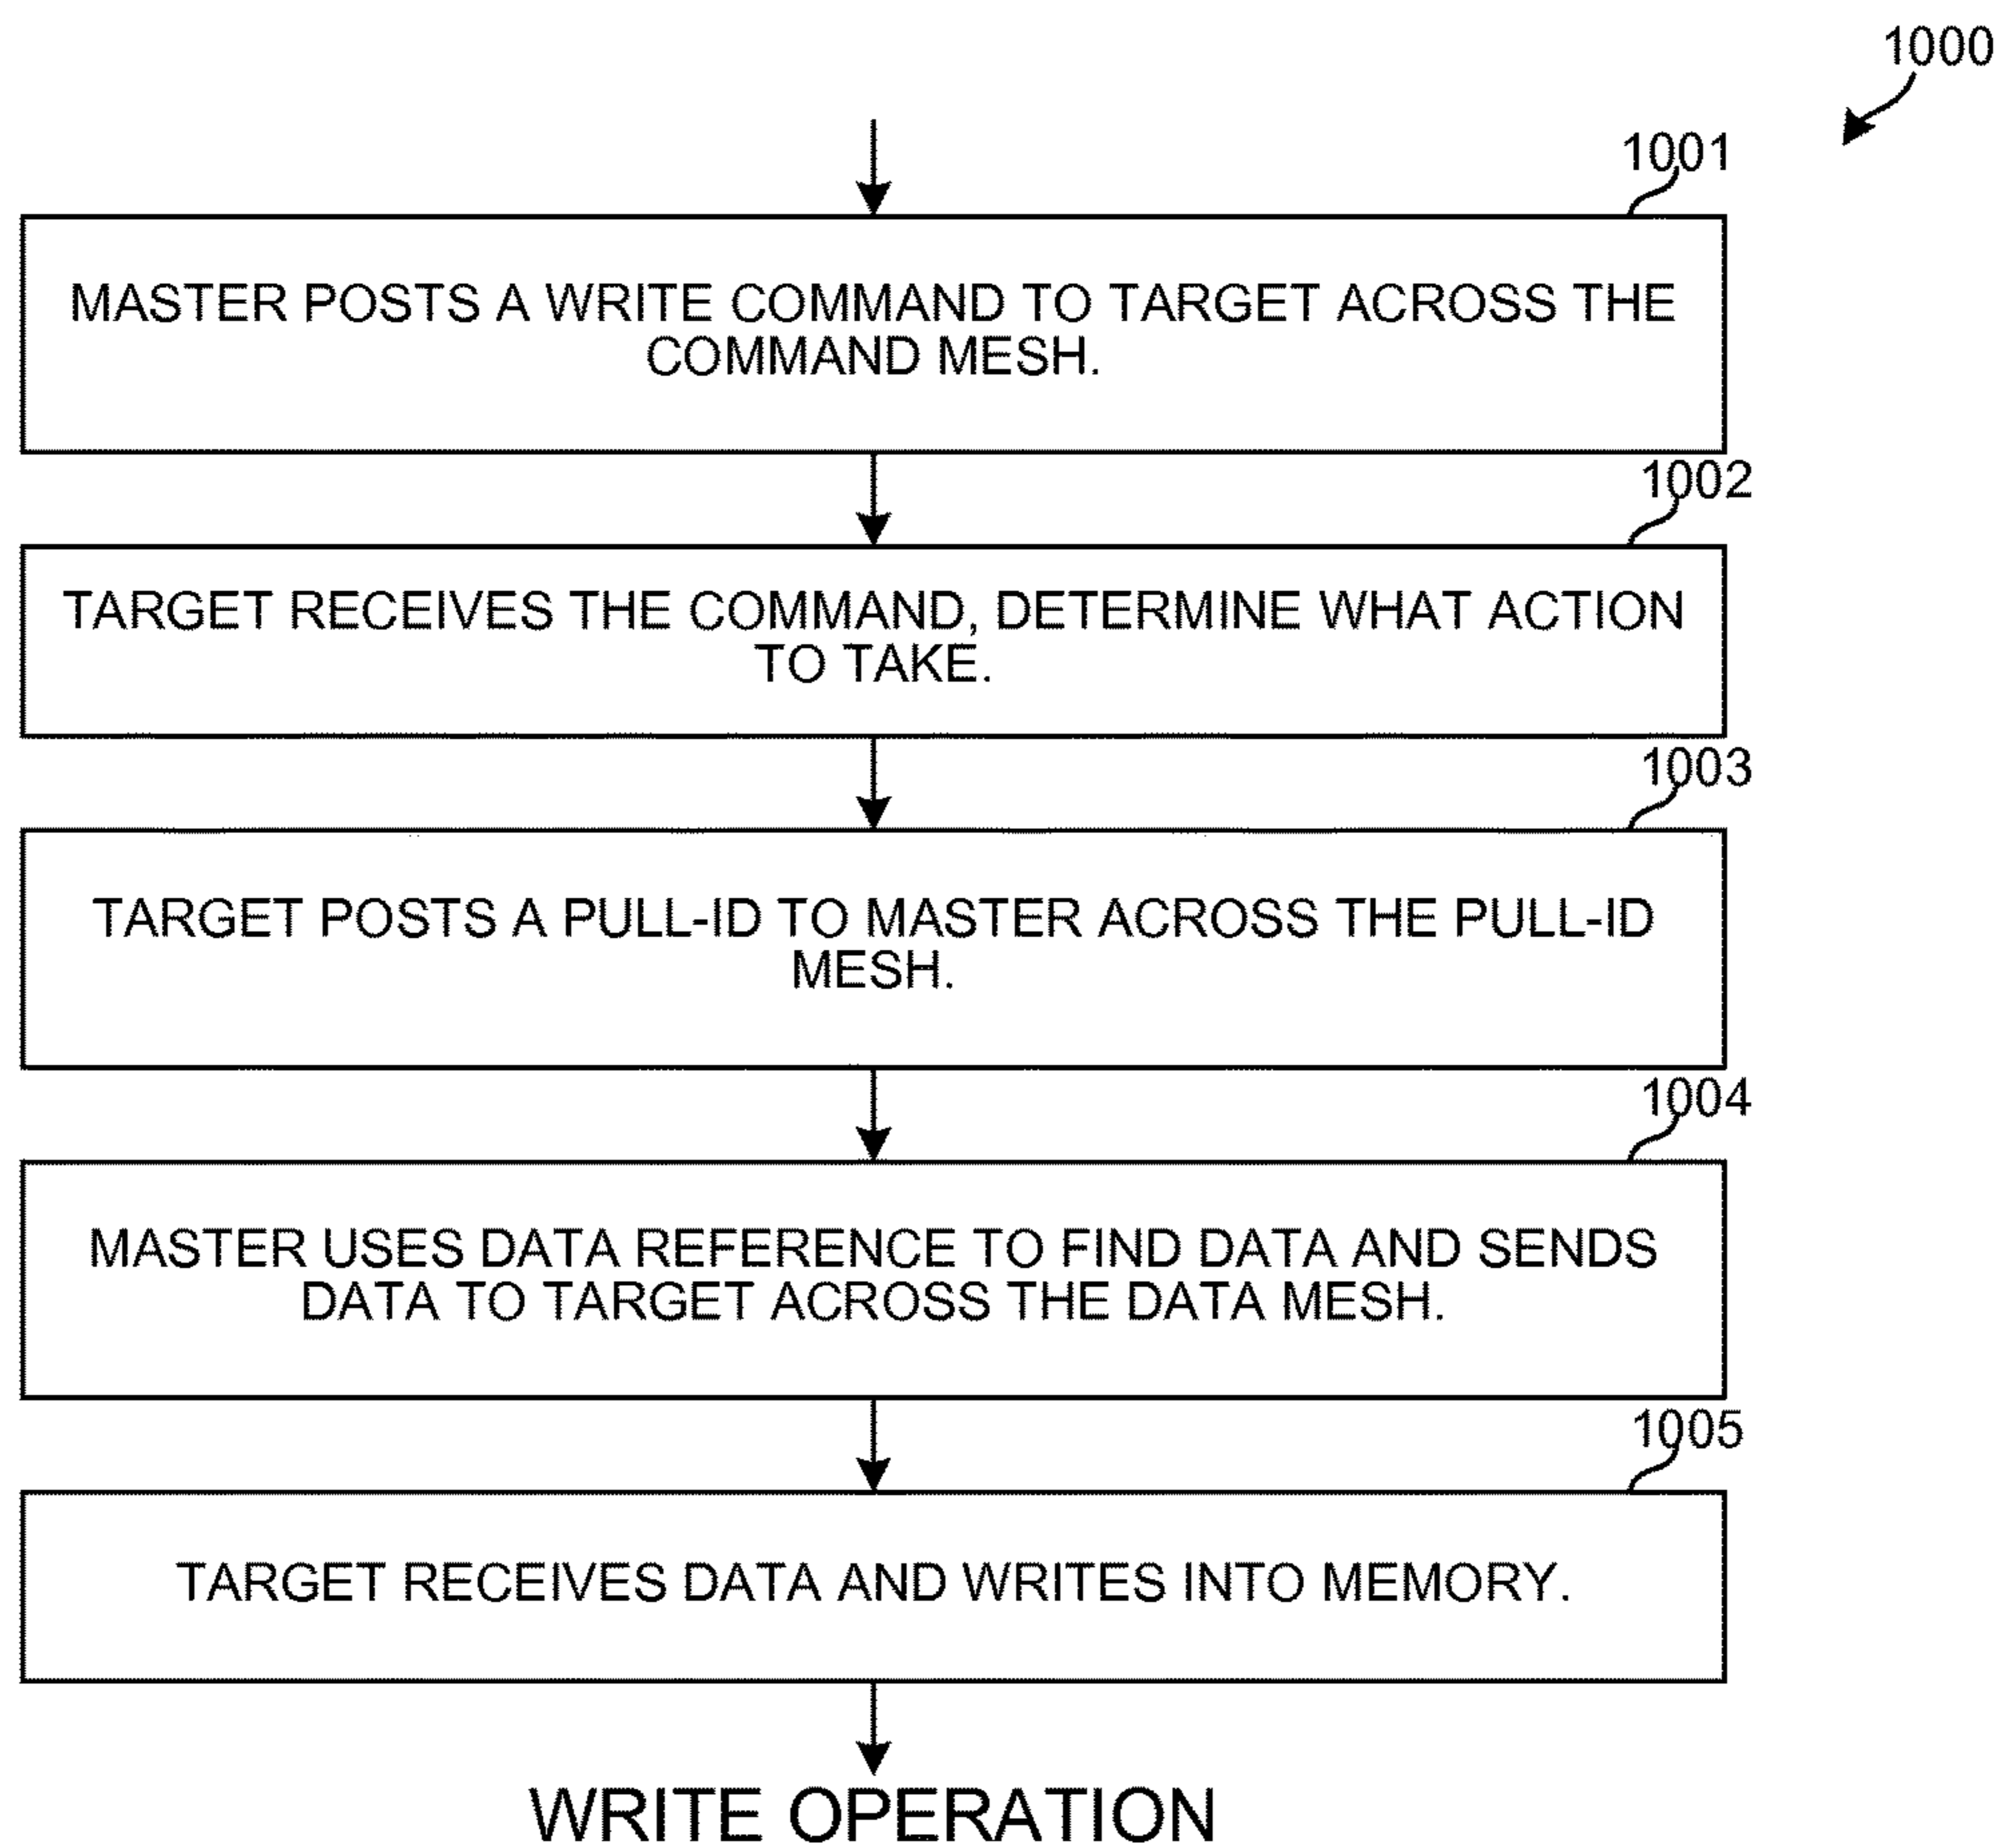 1000
1001
MASTER POSTS A WRITE COMMAND TO TARGET ACROSS THE
COMMAND MESH.
1002
TARGET RECEIVES THE COMMAND, DETERMINE WHAT ACTION
TO TAKE.
1003
TARGET POSTS A PULL-ID TO MASTER ACROSS THE PULL-ID
MESH.
1004
MASTER USES DATA REFERENCE TO FIND DATA AND SENDS
DATA TO TARGET ACROSS THE DATA MESH.
1005
TARGET RECEIVES DATA AND WRITES INTO MEMORY.
WRITE OPERATION